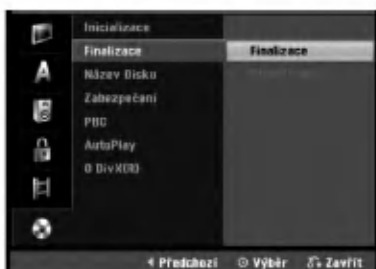 Inicializace
Finalizace
Finalizace
Název Disku
Zabezpečení
PBC
AutoPlay
O DivX(R)
Předchozí
Výběr
Zavřít